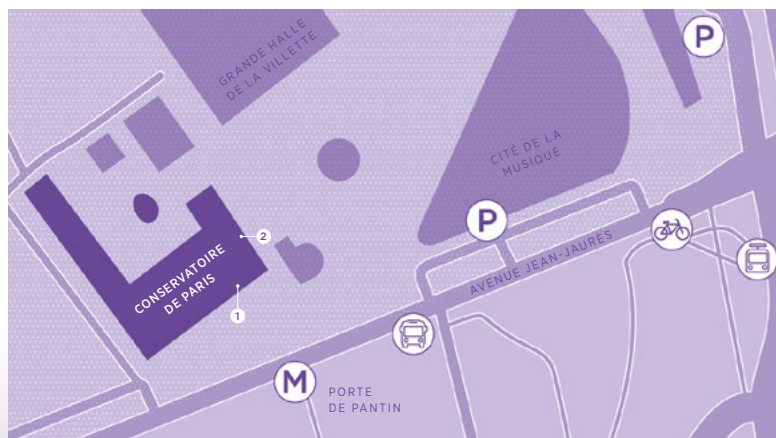 GRANDE HALLE
DE LA VILLETTE
P
CITÉ DE LA
MUSIQUE
P
2
CONSERVATOIRE
DE PARIS
1
AVENUE JEAN-JAURÈS
M
PORTE
DE PANTIN